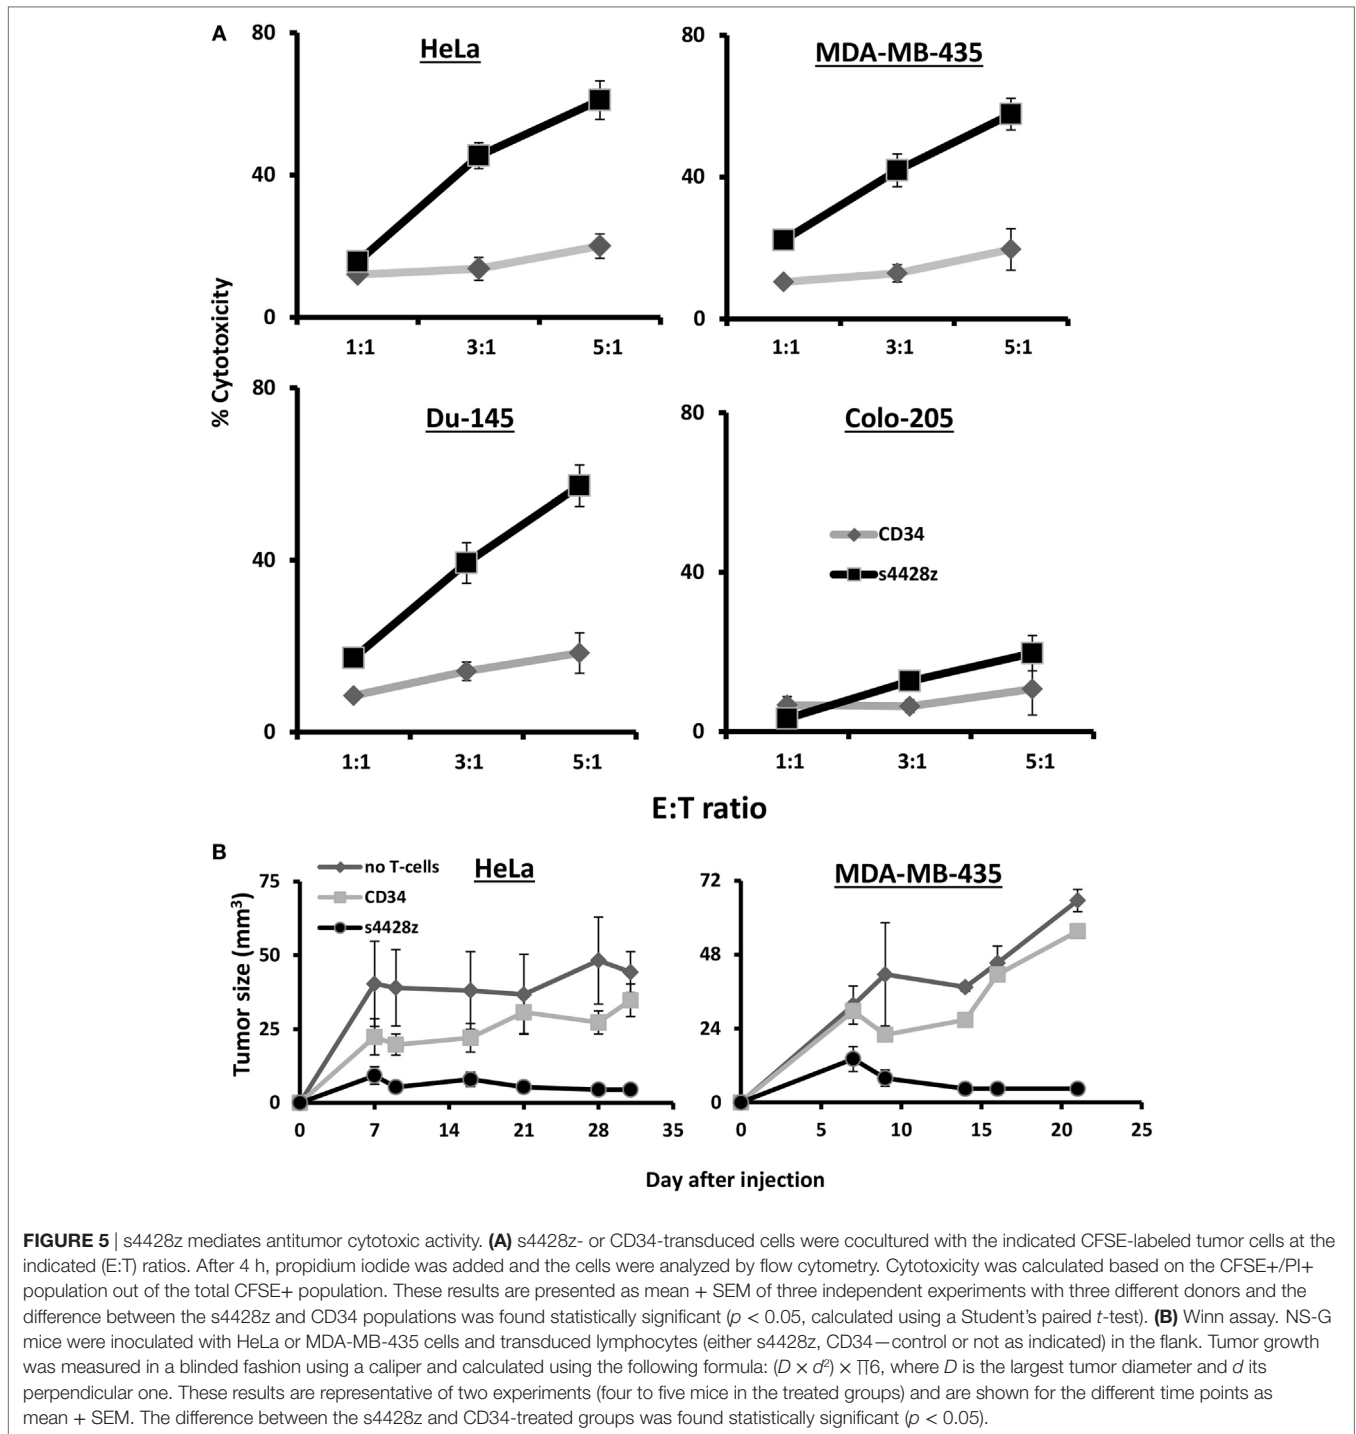 A
HeLa
80
40
0
1:1 3:1 5:1
MDA-MB-435
80
40
0
1:1 3:1 5:1
% Cytotoxicity
Du-145
80
40
0
1:1 3:1 5:1
Colo-205
80
40
0
CD34
s4428z
1:1 3:1 5:1
E:T ratio
B
HeLa
no T-cells
CD34
s4428z
Tumor size (mm³)
75
50
25
0
0 7 14 21 28 35
MDA-MB-435
72
48
24
0
0 5 10 15 20 25
Day after injection
FIGURE 5 | s4428z mediates antitumor cytotoxic activity. (A) s4428z- or CD34-transduced cells were cocultured with the indicated CFSE-labeled tumor cells at the
indicated (E:T) ratios. After 4 h, propidium iodide was added and the cells were analyzed by flow cytometry. Cytotoxicity was calculated based on the CFSE+/PI+
population out of the total CFSE+ population. These results are presented as mean + SEM of three independent experiments with three different donors and the
difference between the s4428z and CD34 populations was found statistically significant (p < 0.05, calculated using a Student's paired t-test). (B) Winn assay. NS-G
mice were inoculated with HeLa or MDA-MB-435 cells and transduced lymphocytes (either s4428z, CD34—control or not as indicated) in the flank. Tumor growth
was measured in a blinded fashion using a caliper and calculated using the following formula: (D × d²) × ∏6, where D is the largest tumor diameter and d its
perpendicular one. These results are representative of two experiments (four to five mice in the treated groups) and are shown for the different time points as
mean + SEM. The difference between the s4428z and CD34-treated groups was found statistically significant (p < 0.05).